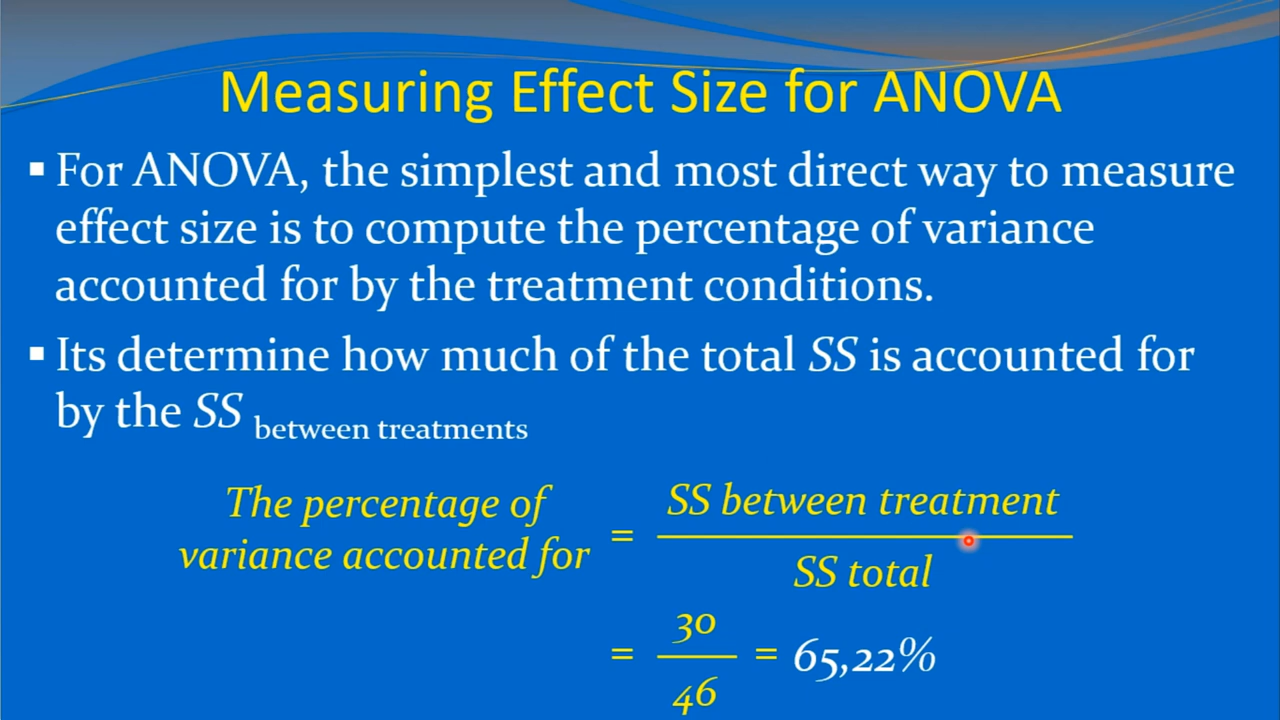 Measuring Effect Size for ANOVA
▪ For ANOVA, the simplest and most direct way to measure
effect size is to compute the percentage of variance
accounted for by the treatment conditions.
▪ Its determine how much of the total SS is accounted for
by the SS between treatments
The percentage of
variance accounted for
= SS between treatment
SS total
= 30
46
= 65,22%